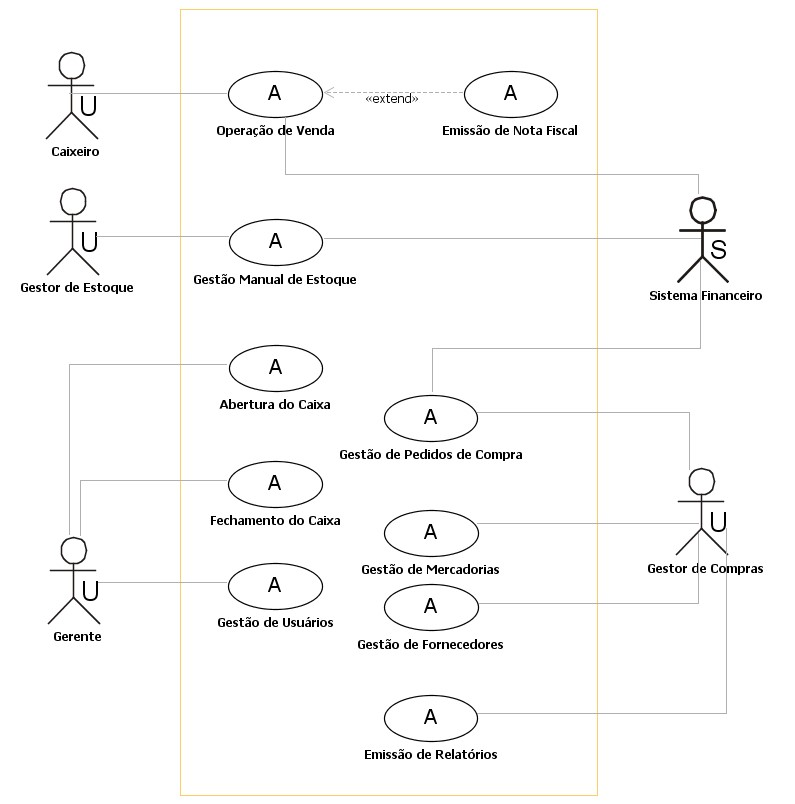 A
«extend»
A
U
Caixeiro
Operação de Venda
Emissão de Nota Fiscal
U
Gestor de Estoque
A
Gestão Manual de Estoque
S
Sistema Financeiro
A
Abertura do Caixa
A
Gestão de Pedidos de Compra
A
Fechamento do Caixa
A
Gestão de Mercadorias
U
Gestor de Compras
U
Gerente
A
Gestão de Usuários
A
Gestão de Fornecedores
A
Emissão de Relatórios